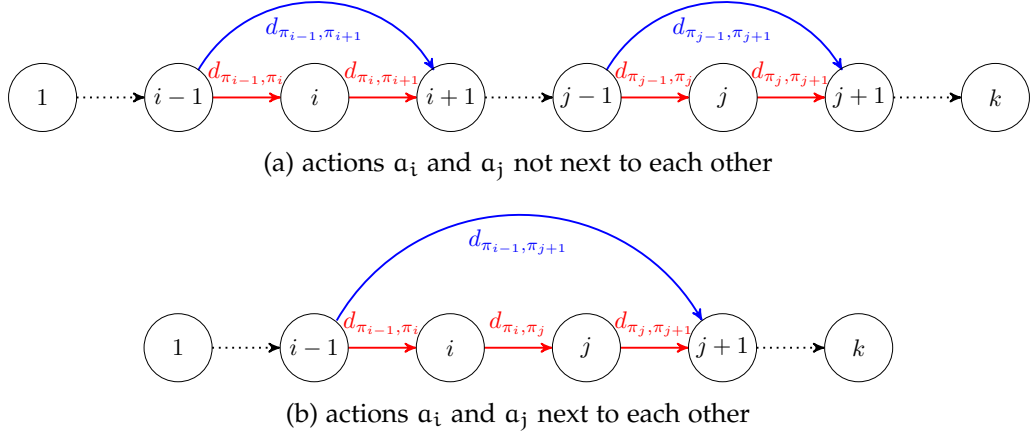 d_{π_{i−1},π_{i+1}} d_{π_{j−1},π_{j+1}}
d_{π_{i−1},π_i} d_{π_i,π_{i+1}} d_{π_{j−1},π_j} d_{π_j,π_{j+1}}
1 i − 1 i i + 1 j − 1 j j + 1 k
(a) actions a_i and a_j not next to each other
d_{π_{i−1},π_{j+1}}
d_{π_{i−1},π_i} d_{π_i,π_j} d_{π_j,π_{j+1}}
1 i − 1 i j j + 1 k
(b) actions a_i and a_j next to each other